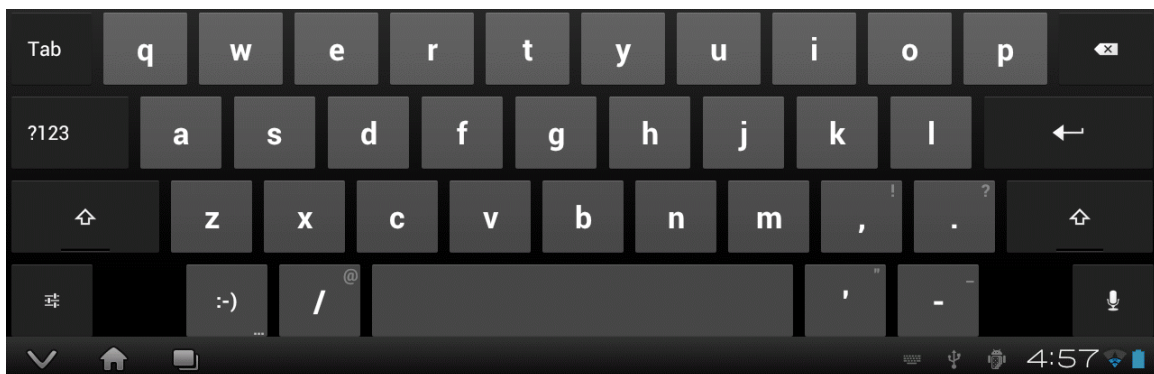 Tab q w e r t y u i o p
?123 a s d f g h j k l
z x c v b n m , ! . ?
:-) ... / @ ' " - _
4:57